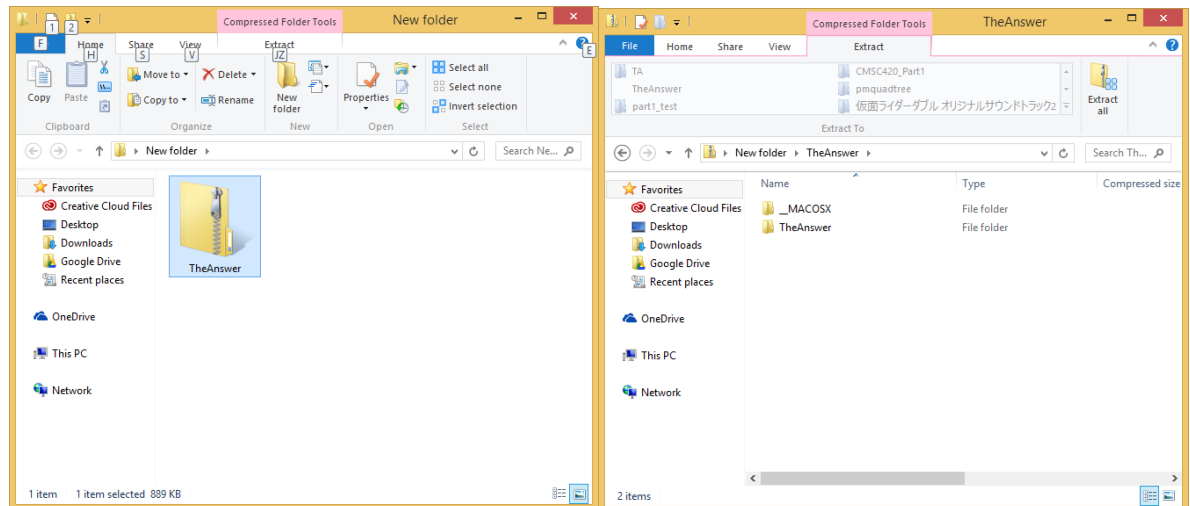 Compressed Folder Tools
New folder
1
2
F
Home
Share
View
Extract
H
S
V
JZ
E
Copy
Paste
Move to
Copy to
Delete
Rename
New
folder
Properties
Select all
Select none
Invert selection
Clipboard
Organize
New
Open
Select
New folder
Search Ne...
Favorites
Creative Cloud Files
Desktop
Downloads
Google Drive
Recent places
OneDrive
This PC
Network
TheAnswer
1 item
1 item selected 889 KB
Compressed Folder Tools
TheAnswer
File
Home
Share
View
Extract
TA
TheAnswer
part1_test
CMSC420_Part1
pmquadtree
仮面ライダーダブル オリジナルサウンドトラック2
Extract
all
Extract To
New folder
TheAnswer
Search Th...
Name
Type
Compressed size
__MACOSX
File folder
TheAnswer
File folder
Favorites
Creative Cloud Files
Desktop
Downloads
Google Drive
Recent places
OneDrive
This PC
Network
2 items